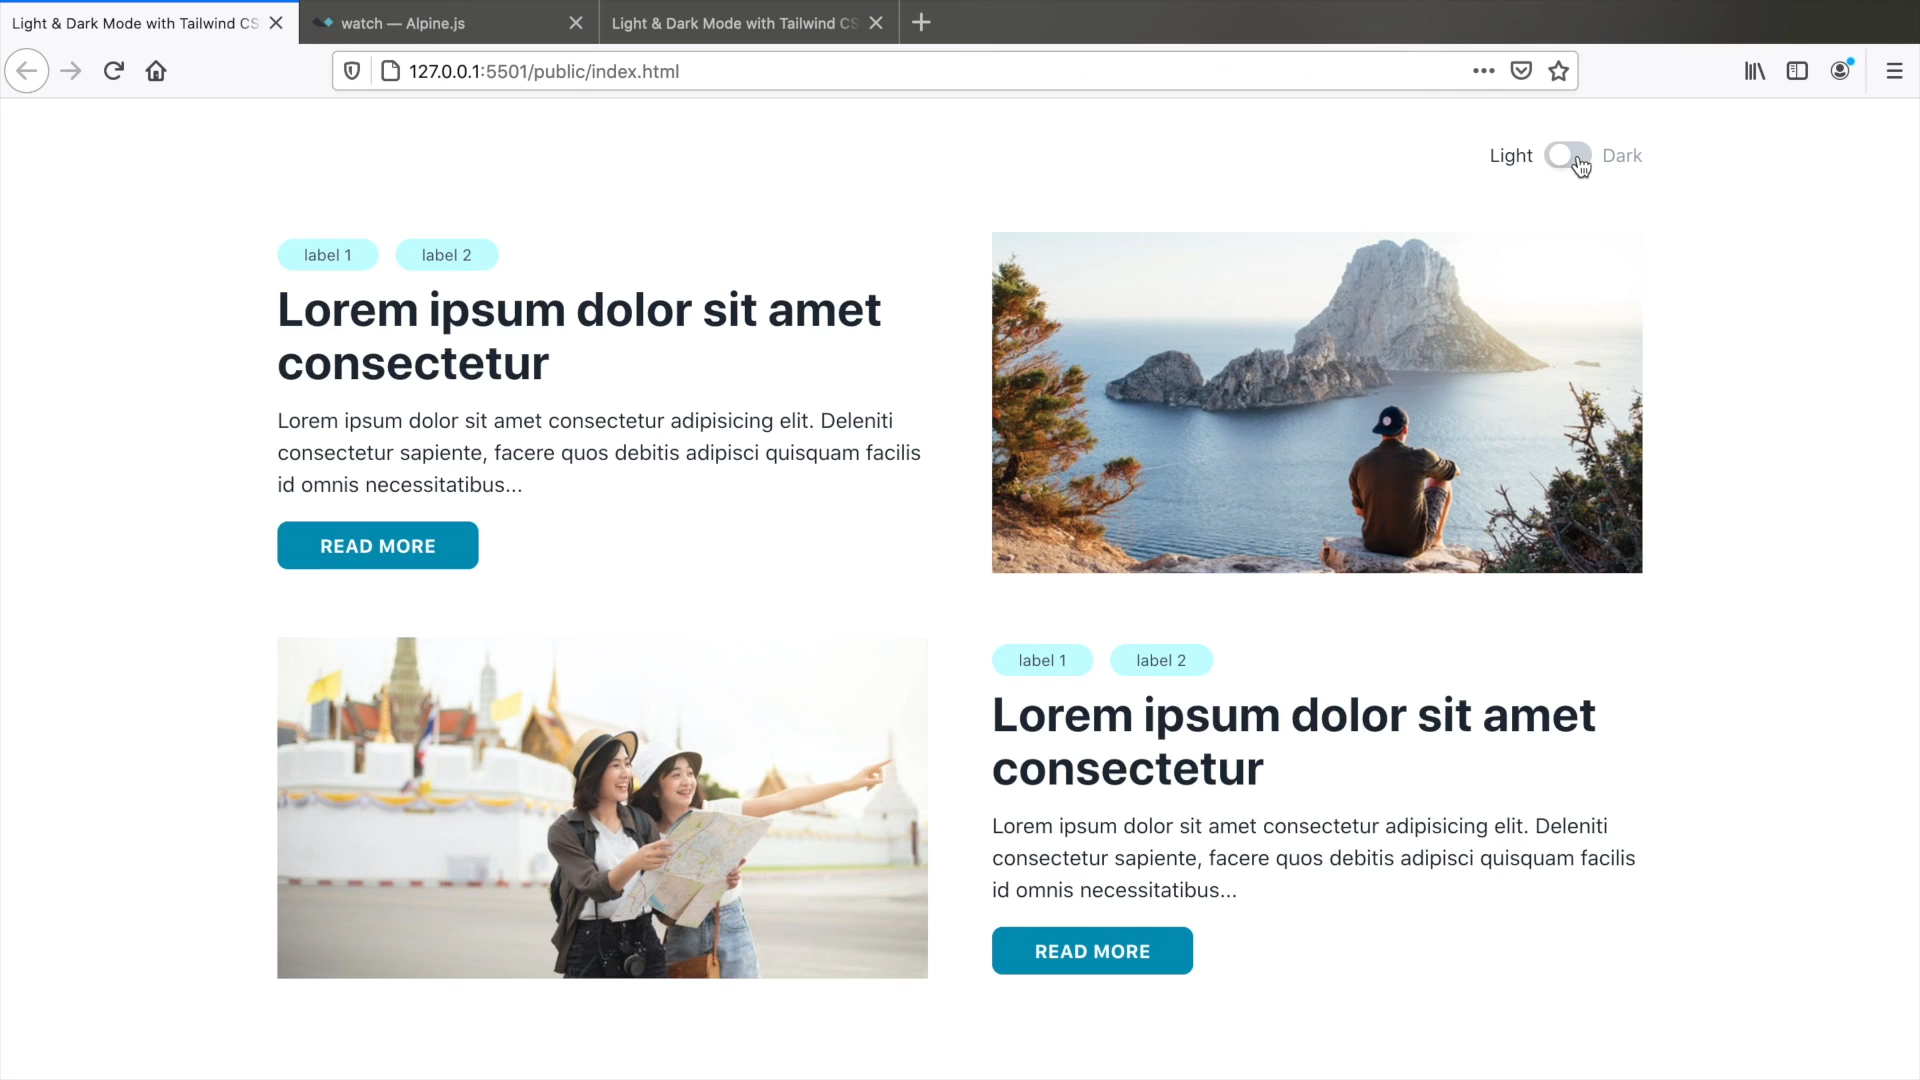 Light & Dark Mode with Tailwind CS
watch — Alpine.js
Light & Dark Mode with Tailwind CS
127.0.0.1:5501/public/index.html
Light
Dark
label 1
label 2
Lorem ipsum dolor sit amet
consectetur
Lorem ipsum dolor sit amet consectetur adipisicing elit. Deleniti
consectetur sapiente, facere quos debitis adipisci quisquam facilis
id omnis necessitatibus...
READ MORE
label 1
label 2
Lorem ipsum dolor sit amet
consectetur
Lorem ipsum dolor sit amet consectetur adipisicing elit. Deleniti
consectetur sapiente, facere quos debitis adipisci quisquam facilis
id omnis necessitatibus...
READ MORE